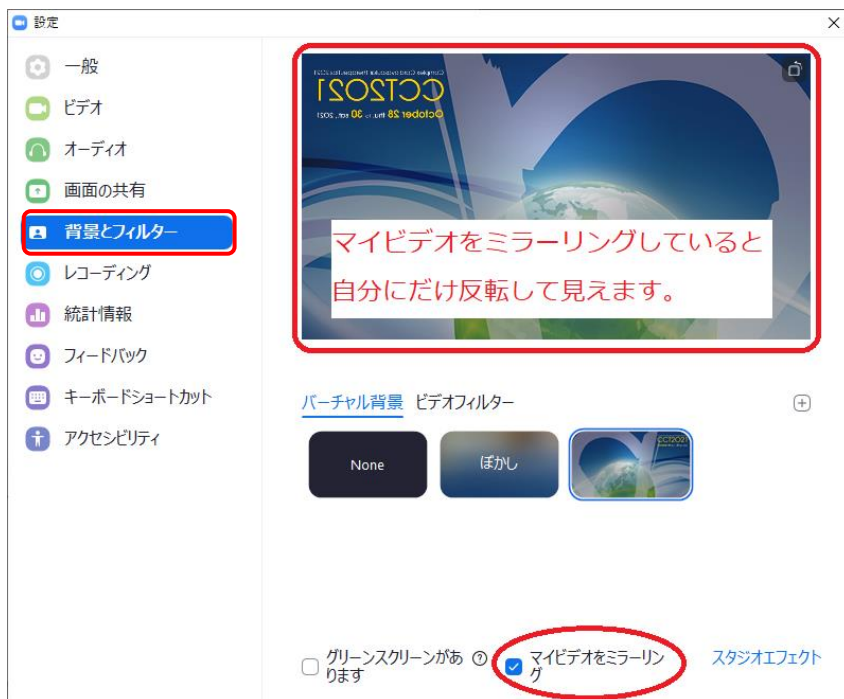 設定
一般
ビデオ
オーディオ
画面の共有
背景とフィルター
レコーディング
統計情報
フィードバック
キーボードショートカット
アクセシビリティ
Complex Cardiovascular Therapeutics 2021
CCT2021
October 28 thur. to 30 sat., 2021
マイビデオをミラーリングしていると
自分にだけ反転して見えます。
バーチャル背景 ビデオフィルター
None
ぼかし
CCT2021
グリーンスクリーンがあ
ります
マイビデオをミラーリン
グ
スタジオエフェクト